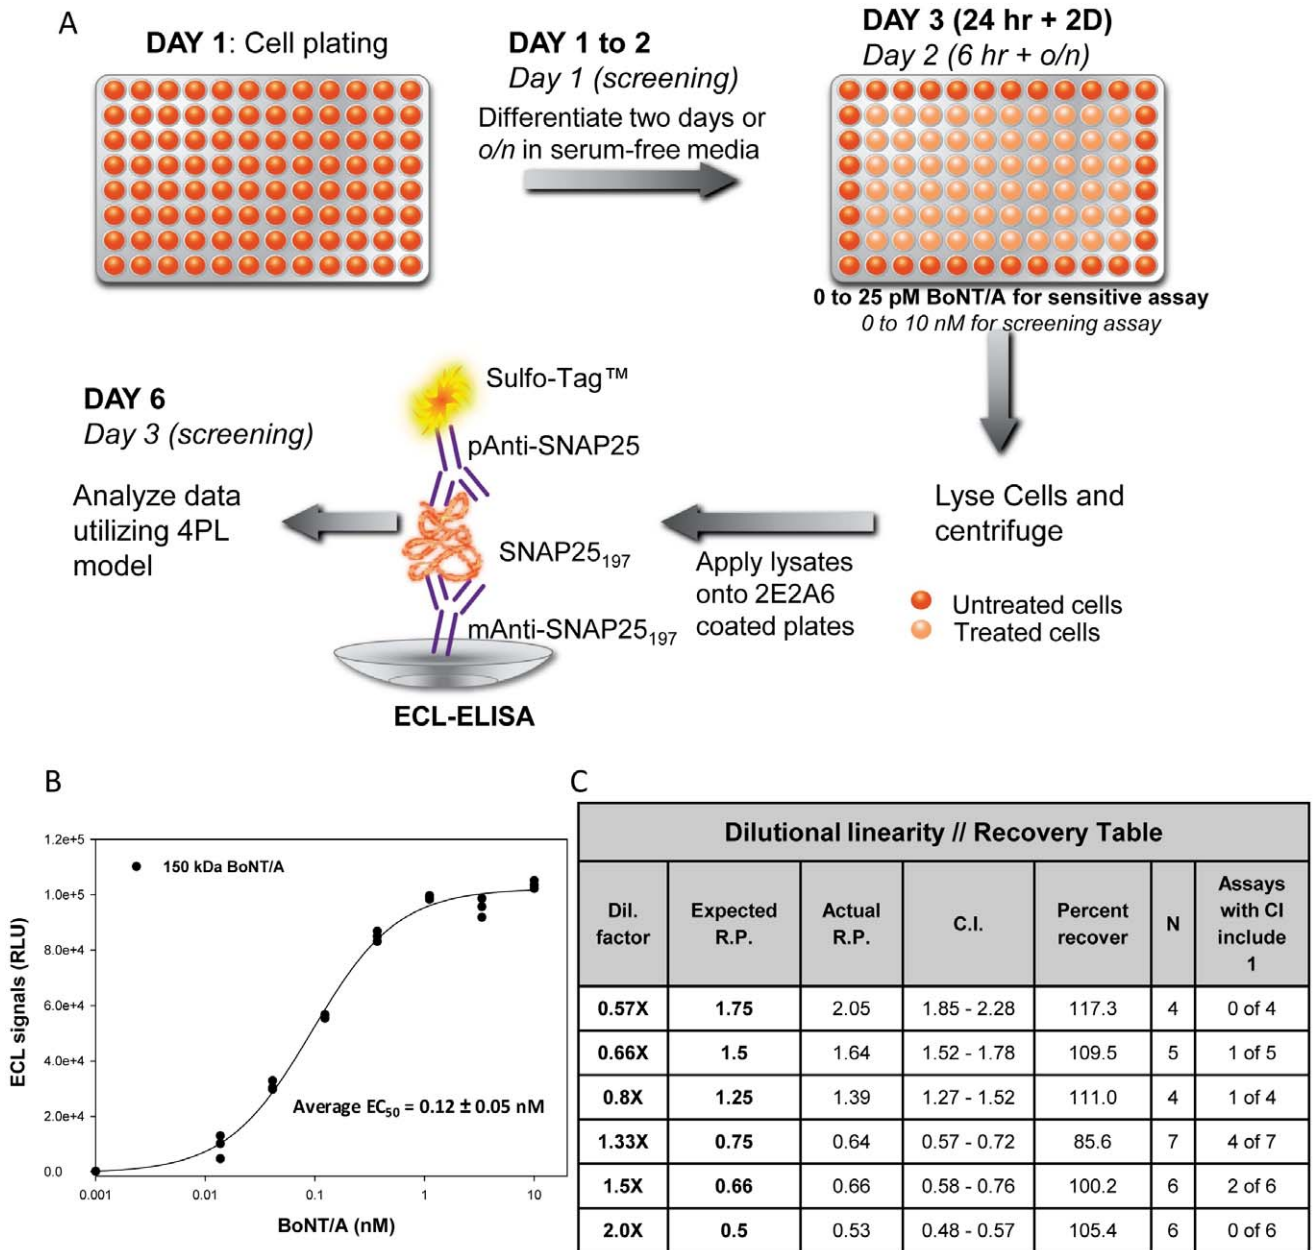 A
DAY 1: Cell plating
DAY 1 to 2
Day 1 (screening)
Differentiate two days or
o/n in serum-free media
DAY 3 (24 hr + 2D)
Day 2 (6 hr + o/n)
0 to 25 pM BoNT/A for sensitive assay
0 to 10 nM for screening assay
Lyse Cells and
centrifuge
Untreated cells
Treated cells
Apply lysates
onto 2E2A6
coated plates
Sulfo-Tag™
pAnti-SNAP25
SNAP25₁₉₇
mAnti-SNAP25₁₉₇
ECL-ELISA
DAY 6
Day 3 (screening)
Analyze data
utilizing 4PL
model
B
ECL signals (RLU)
1.2e+5
1.0e+5
8.0e+4
6.0e+4
4.0e+4
2.0e+4
0.0
150 kDa BoNT/A
Average EC₅₀ = 0.12 ± 0.05 nM
0.001 0.01 0.1 1 10
BoNT/A (nM)
C
Dilutional linearity // Recovery Table
Dil. factor Expected R.P. Actual R.P. C.I. Percent recover N Assays with CI include 1
0.57X 1.75 2.05 1.85 - 2.28 117.3 4 0 of 4
0.66X 1.5 1.64 1.52 - 1.78 109.5 5 1 of 5
0.8X 1.25 1.39 1.27 - 1.52 111.0 4 1 of 4
1.33X 0.75 0.64 0.57 - 0.72 85.6 7 4 of 7
1.5X 0.66 0.66 0.58 - 0.76 100.2 6 2 of 6
2.0X 0.5 0.53 0.48 - 0.57 105.4 6 0 of 6